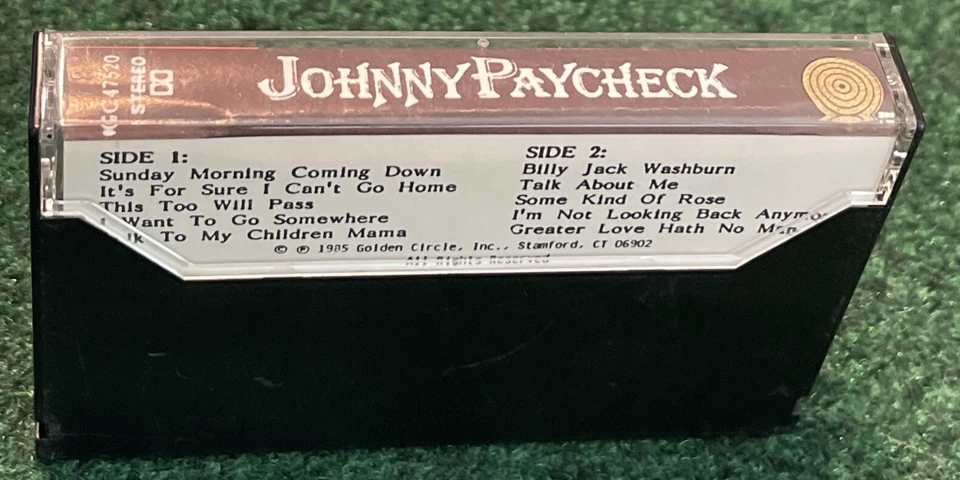 GC 47520
STEREO
JOHNNY PAYCHECK
SIDE 1:
Sunday Morning Coming Down
It's For Sure I Can't Go Home
This Too Will Pass
I Want To Go Somewhere
To My Children Mama
SIDE 2:
Billy Jack Washburn
Talk About Me
Some Kind Of Rose
I'm Not Looking Back Anymo
Greater Love Hath No Man
© ℗ 1985 Golden Circle, Inc., Stamford, CT 06902
All Rights Reserved